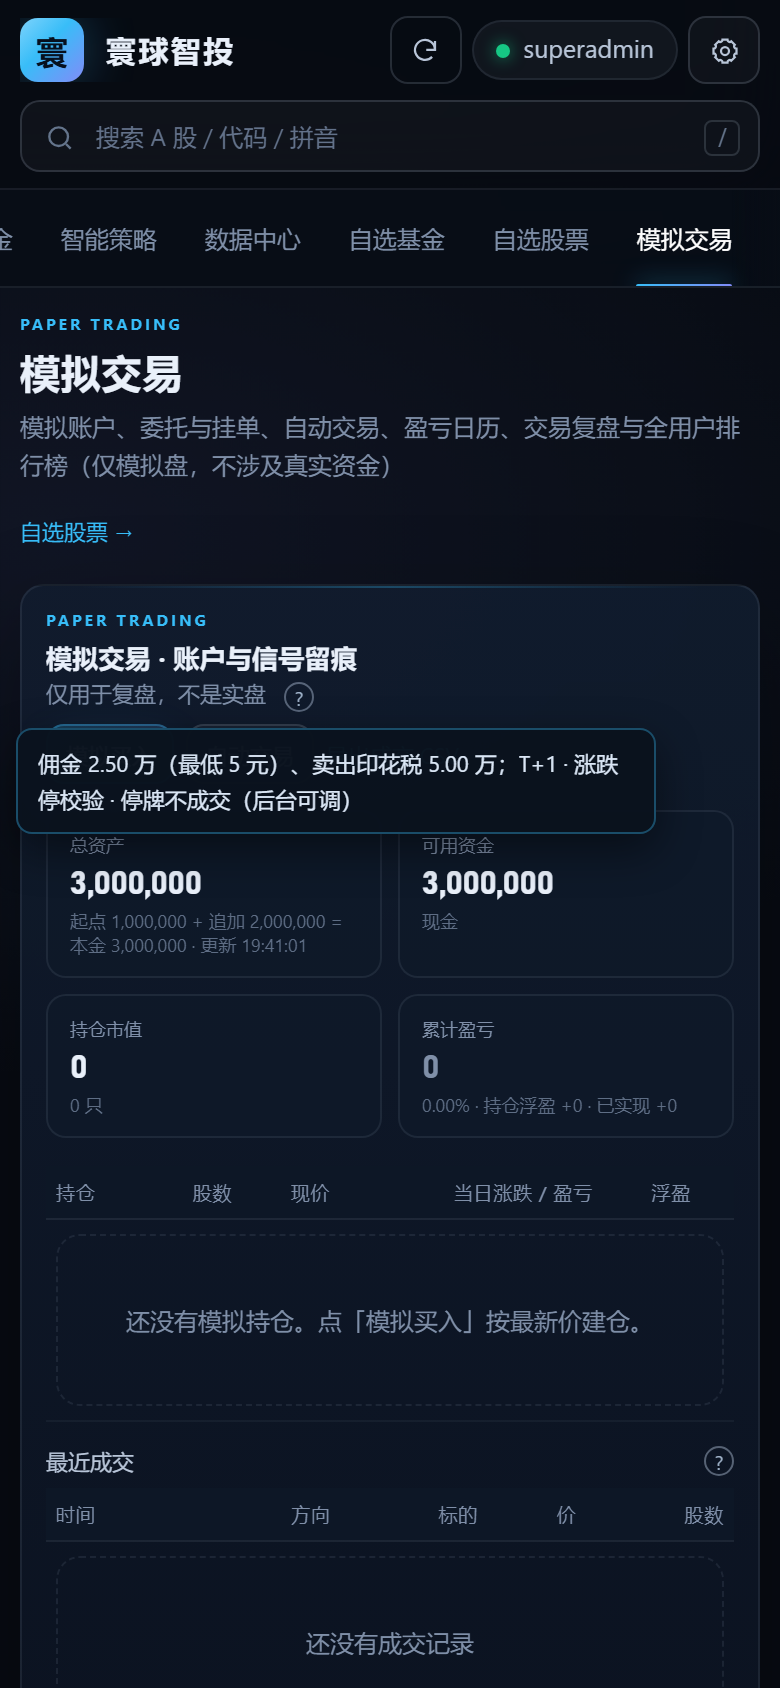 寰 寰球智投 superadmin
搜索 A 股 / 代码 / 拼音 /
金 智能策略 数据中心 自选基金 自选股票 模拟交易
PAPER TRADING
模拟交易
模拟账户、委托与挂单、自动交易、盈亏日历、交易复盘与全用户排
行榜（仅模拟盘，不涉及真实资金）
自选股票 →
PAPER TRADING
模拟交易 · 账户与信号留痕
仅用于复盘，不是实盘 ?
佣金 2.50 万（最低 5 元）、卖出印花税 5.00 万；T+1 · 涨跌
停校验 · 停牌不成交（后台可调）
总资产 可用资金
3,000,000 3,000,000
起点 1,000,000 + 追加 2,000,000 = 现金
本金 3,000,000 · 更新 19:41:01
持仓市值 累计盈亏
0 0
0 只 0.00% · 持仓浮盈 +0 · 已实现 +0
持仓 股数 现价 当日涨跌 / 盈亏 浮盈
还没有模拟持仓。点「模拟买入」按最新价建仓。
最近成交 ?
时间 方向 标的 价 股数
还没有成交记录